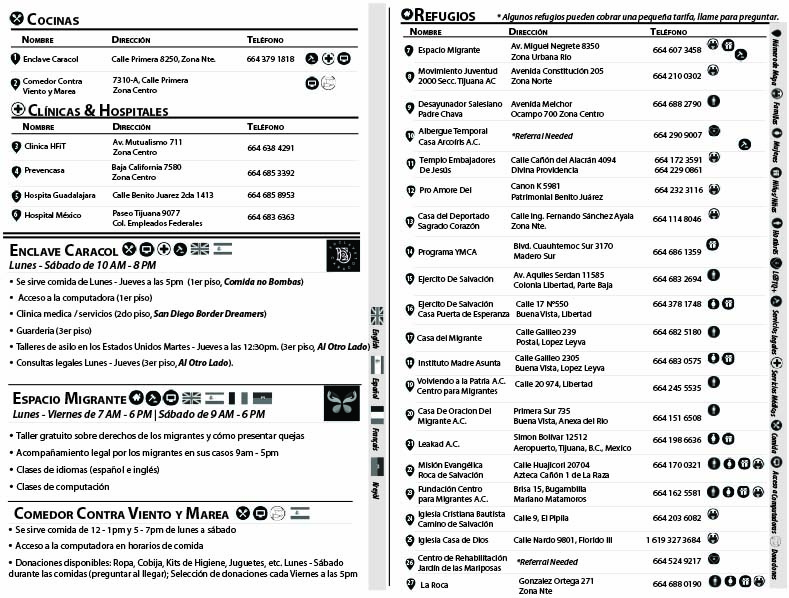 COCINAS
NOMBRE DIRECCIÓN TELÉFONO
1 Enclave Caracol Calle Primera 8250, Zona Nte. 664 379 1818
2 Comedor Contra Viento y Marea 7310-A, Calle Primera Zona Centro
CLÍNICAS & HOSPITALES
NOMBRE DIRECCIÓN TELÉFONO
3 Clinica HFiT Av. Mutualismo 711 Zona Centro 664 638 4291
4 Prevencasa Baja California 7580 Zona Centro 664 685 3392
5 Hospita Guadalajara Calle Benito Juarez 2da 1413 664 685 8953
6 Hospital México Paseo Tijuana 9077 Col. Empleados Federales 664 683 6363
ENCLAVE CARACOL
Lunes - Sábado de 10 AM - 8 PM
• Se sirve comida de Lunes - Jueves a las 5pm (1er piso, Comida no Bombas)
• Acceso a la computadora (1er piso)
• Clinica medica / servicios (2do piso, San Diego Border Dreamers)
• Guardería (3er piso)
• Talleres de asilo en los Estados Unidos Martes - Jueves a las 12:30pm. (3er piso, Al Otro Lado)
• Consultas legales Lunes - Jueves (3er piso, Al Otro Lado).
ESPACIO MIGRANTE
Lunes - Viernes de 7 AM - 6 PM | Sábado de 9 AM - 6 PM
• Taller gratuito sobre derechos de los migrantes y cómo presentar quejas
• Acompañamiento legal por los migrantes en sus casos 9am - 5pm
• Clases de idiomas (español e inglés)
• Clases de computación
COMEDOR CONTRA VIENTO Y MAREA
• Se sirve comida de 12 - 1pm y 5 - 7pm de lunes a sábado
• Acceso a la computadora en horarios de comida
• Donaciones disponibles: Ropa, Cobija, Kits de Higiene, Juguetes, etc. Lunes - Sábado
durante las comidas (preguntar al llegar); Selección de donaciones cada Viernes a las 5pm
English
Español
Français
Kreyòl
REFUGIOS * Algunos refugios pueden cobrar una pequeña tarifa, llame para preguntar.
NOMBRE DIRECCIÓN TELÉFONO
7 Espacio Migrante Av. Miguel Negrete 8350 Zona Urbana Rio 664 607 3458
8 Movimiento Juventud 2000 Secc. Tijuana AC Avenida Constitución 205 Zona Norte 664 210 0302
9 Desayunador Salesiano Padre Chava Avenida Melchor Ocampo 700 Zona Centro 664 688 2790
10 Albergue Temporal Casa Arcoíris A.C. *Referral Needed 664 290 9007
11 Templo Embajadores De Jesús Calle Cañón del Alacrán 4094 Divina Providencia 664 172 3591 664 229 0861
12 Pro Amore Dei Canon K 5981 Patrimonial Benito Juárez 664 232 3116
13 Casa del Deportado Sagrado Corazón Calle Ing. Fernando Sánchez Ayala Zona Nte. 664 114 8046
14 Programa YMCA Blvd. Cuauhtemoc Sur 3170 Madero Sur 664 686 1359
15 Ejercito De Salvación Av. Aquiles Serdan 11585 Colonia Libertad, Parte Baja 664 683 2694
16 Ejercito De Salvación Casa Puerta de Esperanza Calle 17 Nº550 Buena Vista, Libertad 664 378 1748
17 Casa del Migrante Calle Galileo 239 Postal, Lopez Leyva 664 682 5180
18 Instituto Madre Asunta Calle Galileo 2305 Buena Vista, Lopez Leyva 664 683 0575
19 Volviendo a la Patria A.C. Centro para Migrantes Calle 20 974, Libertad 664 245 5535
20 Casa De Oracion Del Migrante A.C. Primera Sur 735 Buena Vista, Anexa del Rio 664 151 6508
21 Leakad A.C. Simon Bolivar 12512 Aeropuerto, Tijuana, B.C., Mexico 664 198 6636
22 Misión Evangélica Roca de Salvación Calle Huajicori 20704 Azteca Cañón 1 de La Raza 664 170 0321
23 Fundación Centro para Migrantes A.C. Brisa 15, Bugambilia Mariano Matamoros 664 162 5581
24 Iglesia Cristiana Bautista Camino de Salvación Calle 9, El Pipila 664 203 6082
25 Iglesia Casa de Dios Calle Nardo 9801, Florido III 1 619 327 3684
26 Centro de Rehabilitación Jardín de las Mariposas *Referral Needed 664 524 9217
27 La Roca Gonzalez Ortega 271 Zona Nte 664 688 0190
Número de Mapa
Familias
Mujeres
Niños/Niñas
Hombres
LGBTQ+
Servicios legales
Servicios Médicos
Comida
Acceso a Computadoras
Donaciones